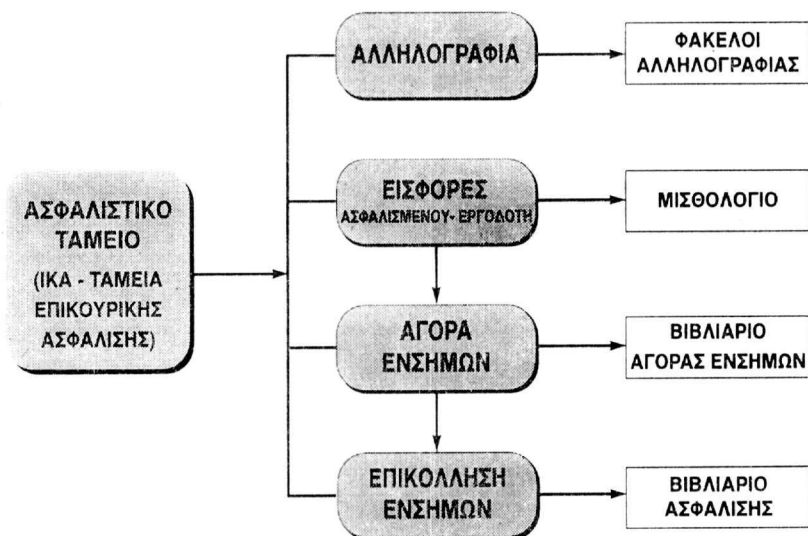 ΑΣΦΑΛΙΣΤΙΚΟ
ΤΑΜΕΙΟ
(ΙΚΑ - ΤΑΜΕΙΑ
ΕΠΙΚΟΥΡΙΚΗΣ
ΑΣΦΑΛΙΣΗΣ)
ΑΛΛΗΛΟΓΡΑΦΙΑ
ΦΑΚΕΛΟΙ
ΑΛΛΗΛΟΓΡΑΦΙΑΣ
ΕΙΣΦΟΡΕΣ
ΑΣΦΑΛΙΣΜΕΝΟΥ- ΕΡΓΟΔΟΤΗ
ΜΙΣΘΟΛΟΓΙΟ
ΑΓΟΡΑ
ΕΝΣΗΜΩΝ
ΒΙΒΛΙΑΡΙΟ
ΑΓΟΡΑΣ ΕΝΣΗΜΩΝ
ΕΠΙΚΟΛΛΗΣΗ
ΕΝΣΗΜΩΝ
ΒΙΒΛΙΑΡΙΟ
ΑΣΦΑΛΙΣΗΣ